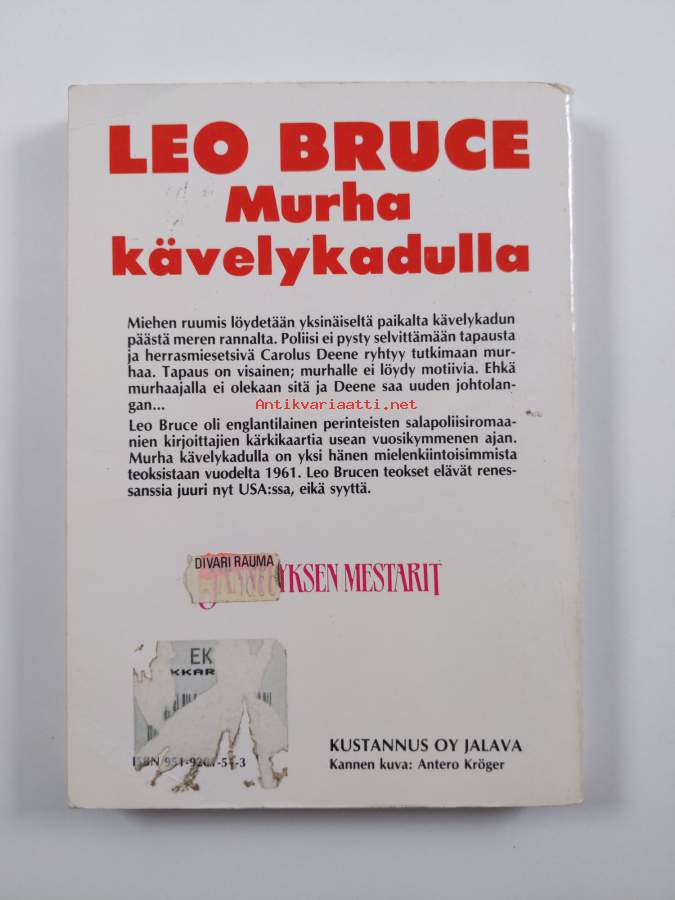 LEO BRUCE
Murha
kävelykadulla
Miehen ruumis löydetään yksinäiseltä paikalta kävelykadun
päästä meren rannalta. Poliisi ei pysty selvittämään tapausta
ja herrasmiesetsivä Carolus Deene ryhtyy tutkimaan mur-
haa. Tapaus on visainen; murhalle ei löydy motiivia. Ehkä
murhaajalla ei olekaan sitä ja Deene saa uuden johtolan-
gan...
Antikvariaatti.net
Leo Bruce oli englantilainen perinteisten salapoliisiromaa-
nien kirjoittajien kärkikaartia usean vuosikymmenen ajan.
Murha kävelykadulla on yksi hänen mielenkiintoisimmista
teoksistaan vuodelta 1961. Leo Brucen teokset elävät renes-
sanssia juuri nyt USA:ssa, eikä syyttä.
DIVARI RAUMA
YKSEN MESTARIT
EK
KKAR
KUSTANNUS OY JALAVA
Kannen kuva: Antero Kröger